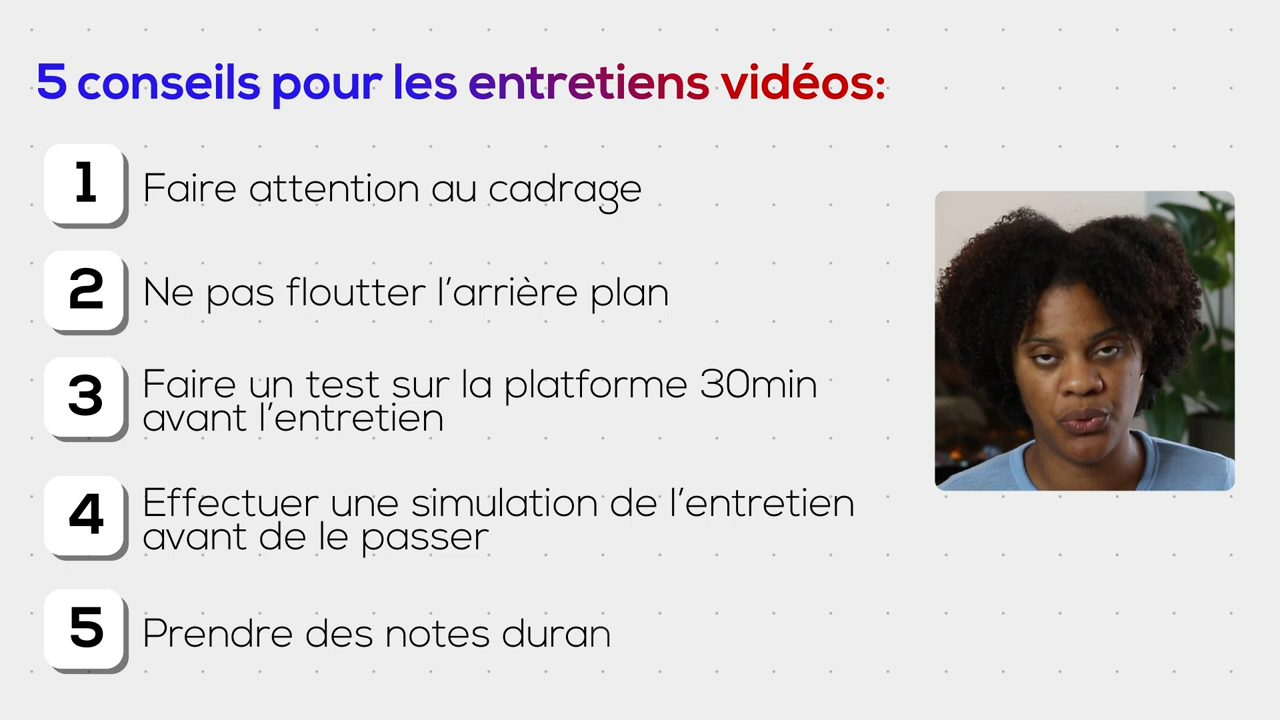 5 conseils pour les entretiens vidéos:
1 Faire attention au cadrage
2 Ne pas floutter l'arrière plan
3 Faire un test sur la platforme 30min
avant l'entretien
4 Effectuer une simulation de l'entretien
avant de le passer
5 Prendre des notes duran